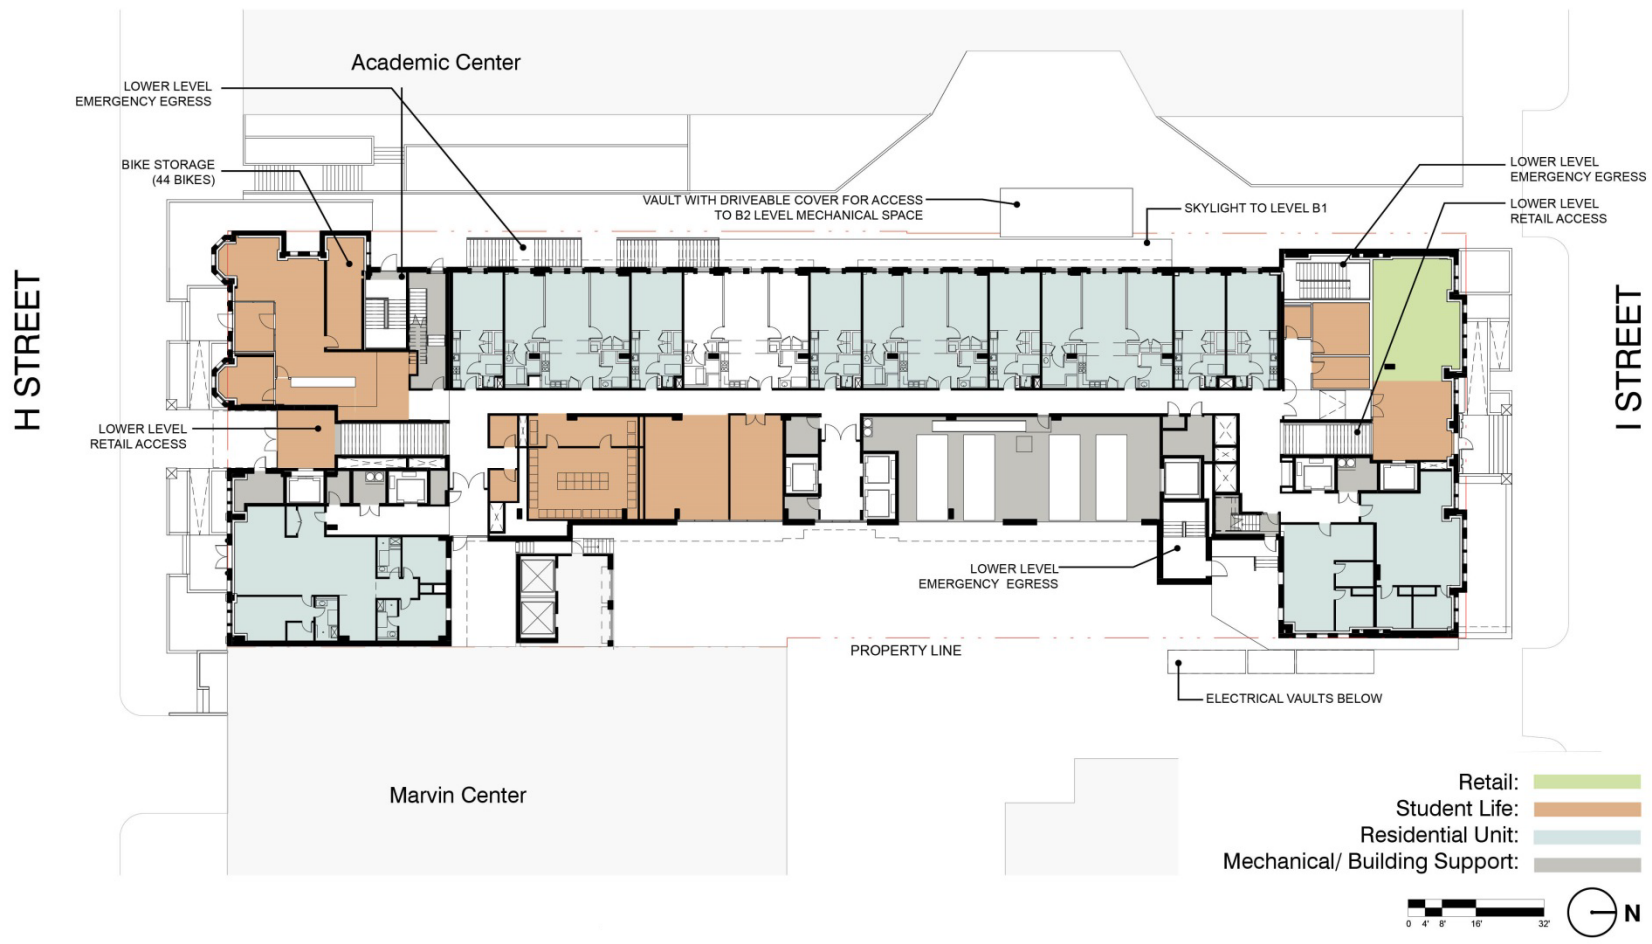 Academic Center
LOWER LEVEL
EMERGENCY EGRESS
BIKE STORAGE
(44 BIKES)
VAULT WITH DRIVEABLE COVER FOR ACCESS
TO B2 LEVEL MECHANICAL SPACE
SKYLIGHT TO LEVEL B1
LOWER LEVEL
EMERGENCY EGRESS
LOWER LEVEL
RETAIL ACCESS
H STREET
I STREET
LOWER LEVEL
RETAIL ACCESS
LOWER LEVEL
EMERGENCY EGRESS
PROPERTY LINE
ELECTRICAL VAULTS BELOW
Marvin Center
Retail:
Student Life:
Residential Unit:
Mechanical/ Building Support:
0 4' 8' 16' 32'
N